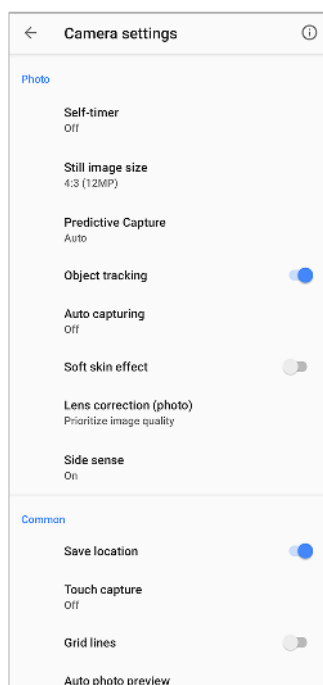 Camera settings
Photo
Self-timer
Off
Still image size
4:3 (12MP)
Predictive Capture
Auto
Object tracking
Auto capturing
Off
Soft skin effect
Lens correction (photo)
Prioritize image quality
Side sense
On
Common
Save location
Touch capture
Off
Grid lines
Auto photo preview